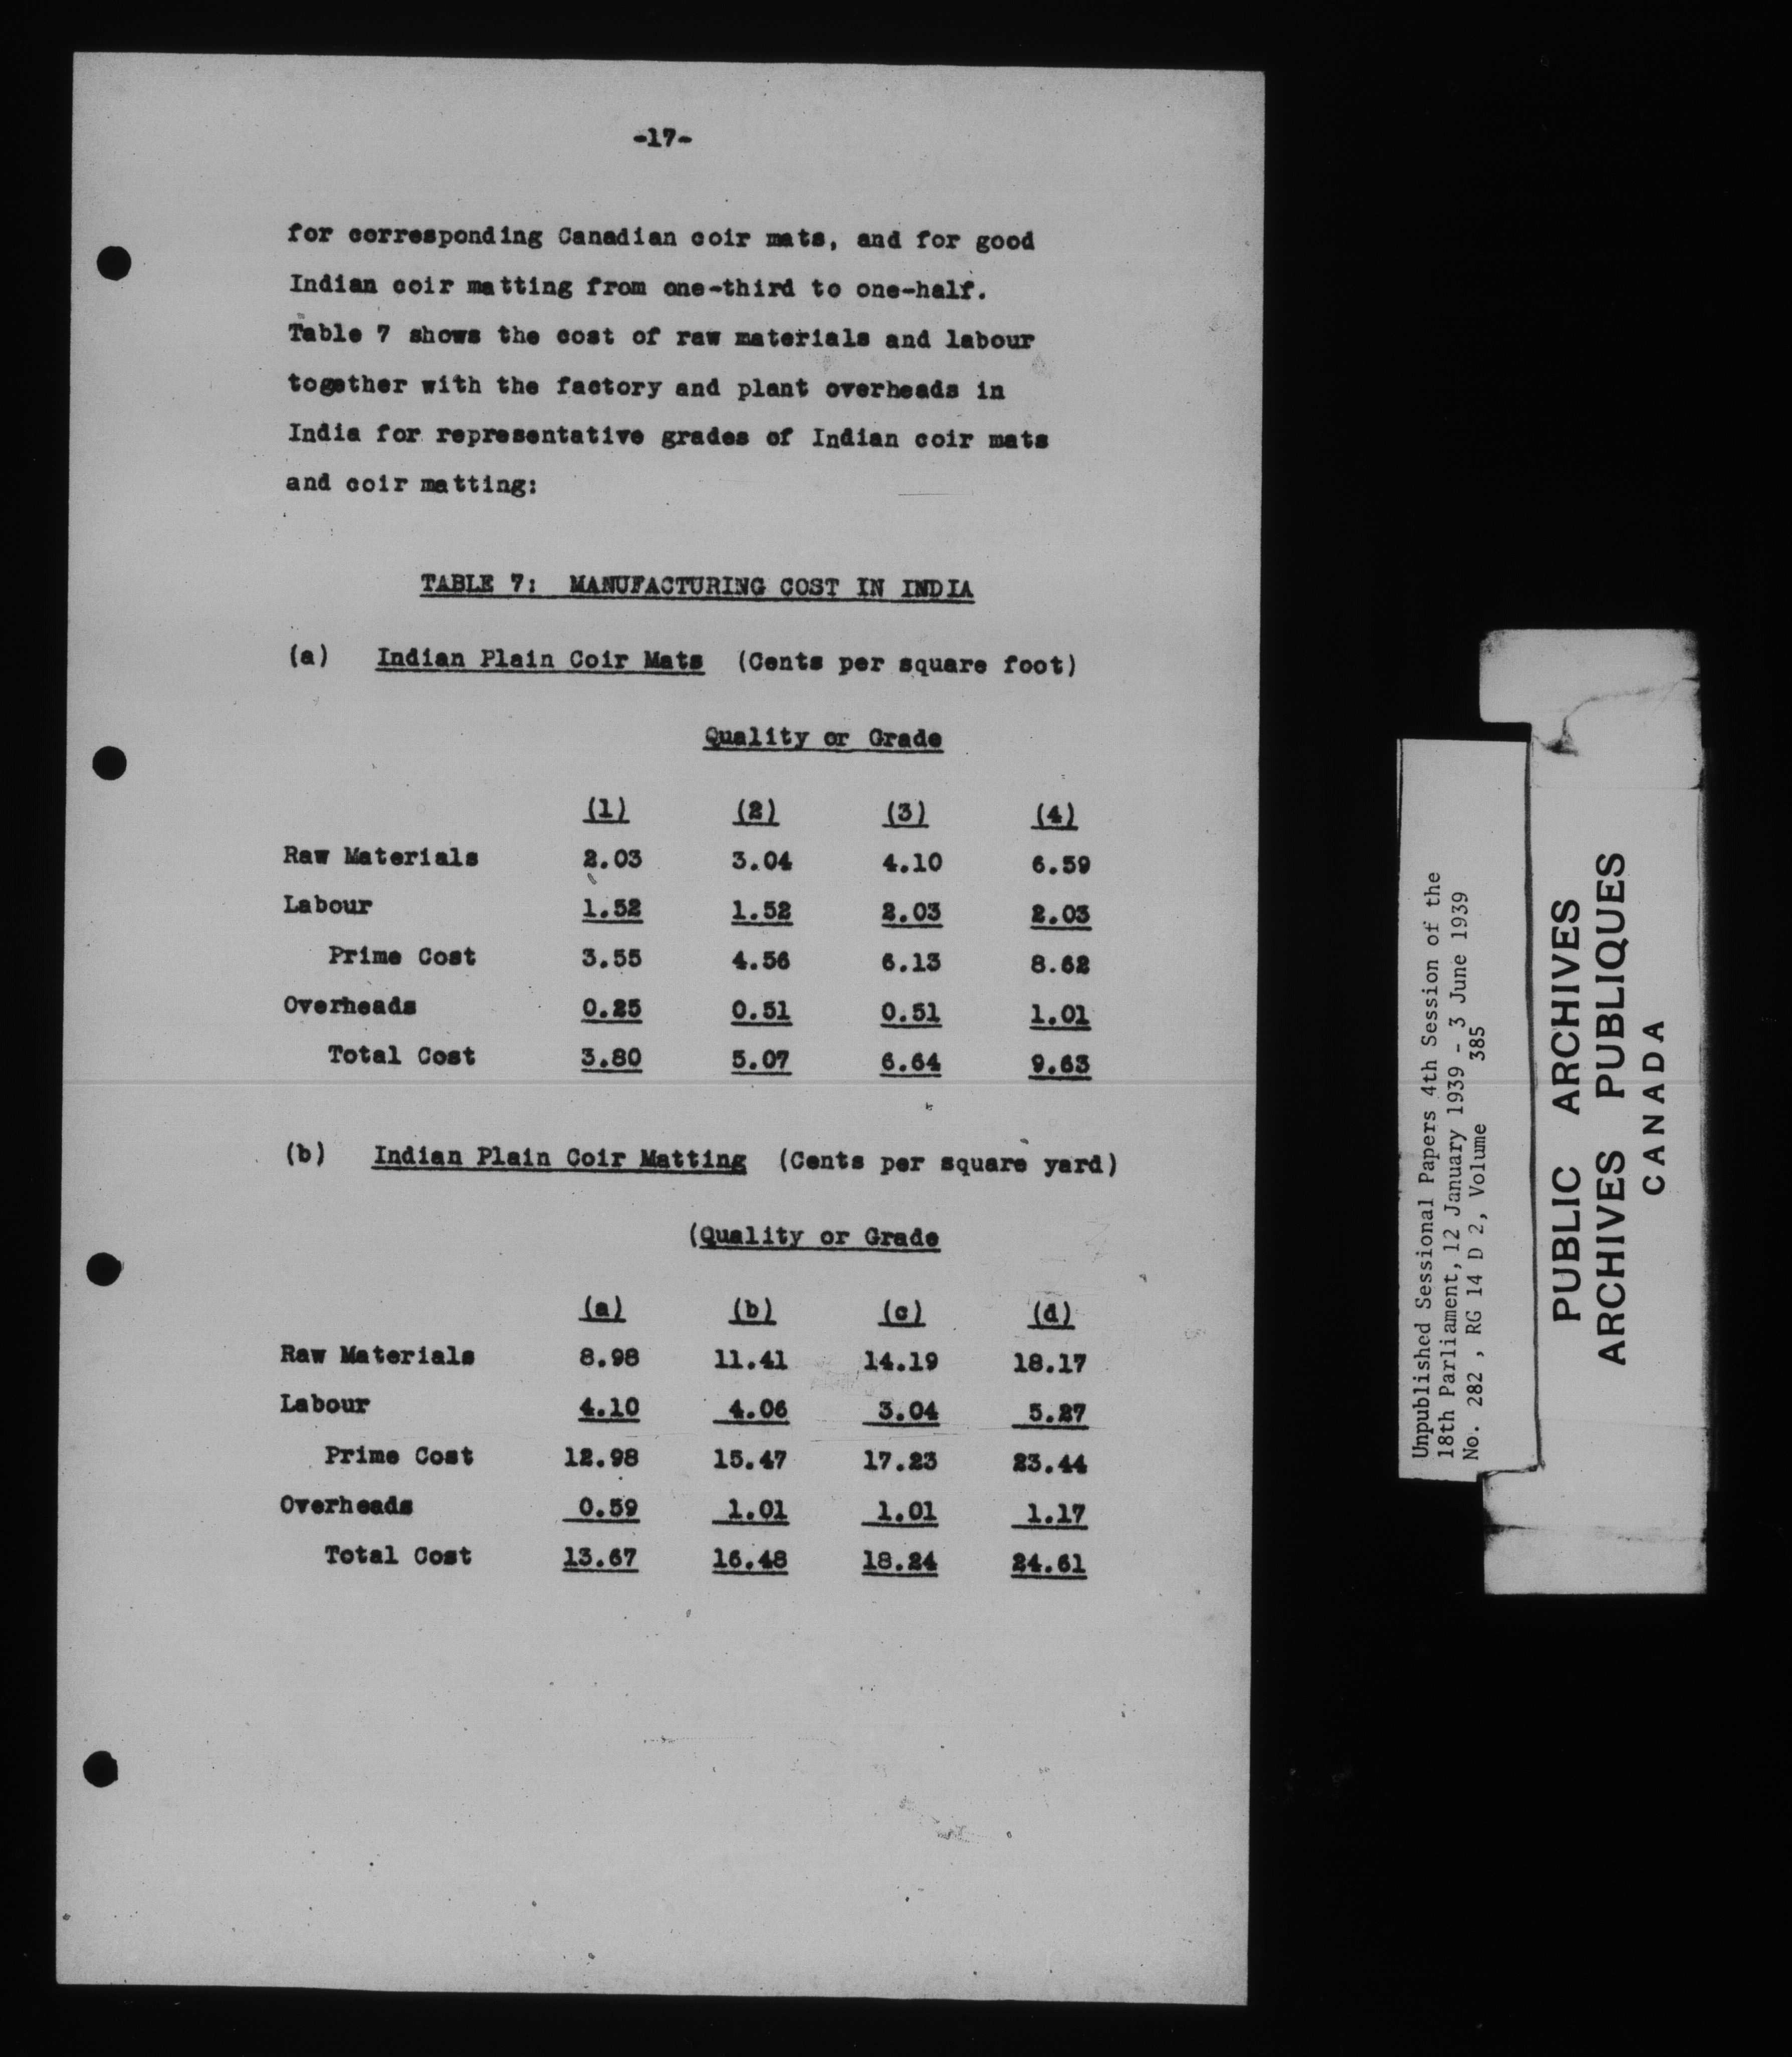 -17-
for corresponding Canadian coir mats, and for good
Indian coir matting from one-third to one-half.
Table 7 shows the cost of raw materials and labour
together with the factory and plant overheads in
India for representative grades of Indian coir mats
and coir matting:
TABLE 7: MANUFACTURING COST IN INDIA
(a) Indian Plain Coir Mats (Cents per square foot)
Quality or Grade
(1) (2) (3) (4)
Raw Materials 2.03 3.04 4.10 6.59
Labour 1.52 1.52 2.03 2.03
Prime Cost 3.55 4.56 6.13 8.62
Overheads 0.25 0.51 0.51 1.01
Total Cost 3.80 5.07 6.64 9.63
(b) Indian Plain Coir Matting (Cents per square yard)
(Quality or Grade
(a) (b) (c) (d)
Raw Materials 8.98 11.41 14.19 18.17
Labour 4.10 4.06 3.04 5.27
Prime Cost 12.98 15.47 17.23 23.44
Overheads 0.59 1.01 1.01 1.17
Total Cost 13.67 16.48 18.24 24.61
Unpublished Sessional Papers 4th Session of the
18th Parliament, 12 January 1939 - 3 June 1939
No. 282 , RG 14 D 2, Volume 385
PUBLIC ARCHIVES
ARCHIVES PUBLIQUES
CANADA